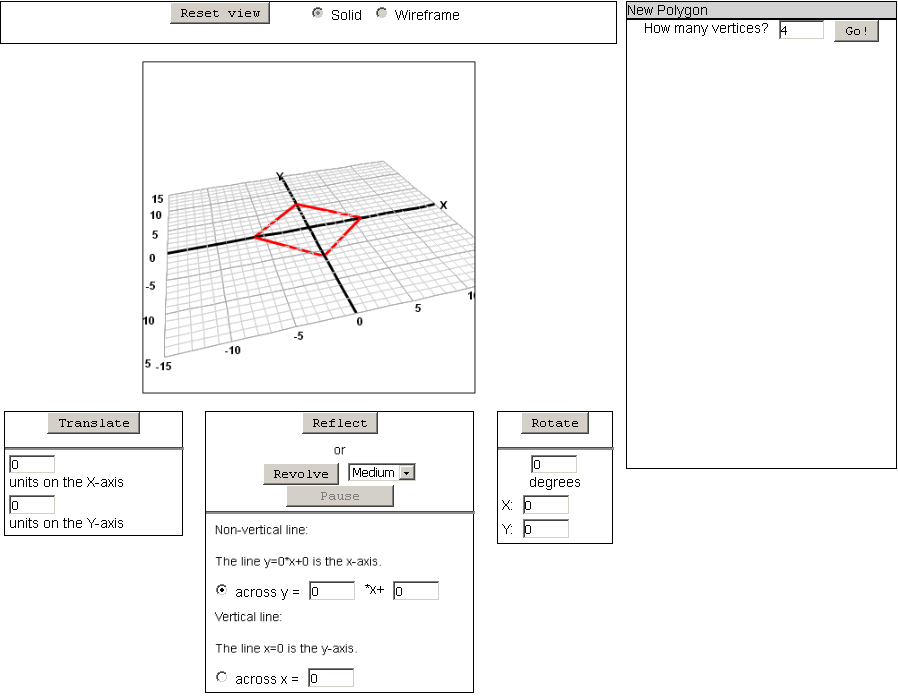 Reset view
Solid
Wireframe
New Polygon
How many vertices? 4 Go!
Y
X
15
10
5
0
-5
10
5
-15
-10
-5
0
5
10
Translate
0
units on the X-axis
0
units on the Y-axis
Reflect
or
Revolve Medium
Pause
Non-vertical line:
The line y=0*x+0 is the x-axis.
across y = 0 *x+ 0
Vertical line:
The line x=0 is the y-axis.
across x = 0
Rotate
0
degrees
X: 0
Y: 0